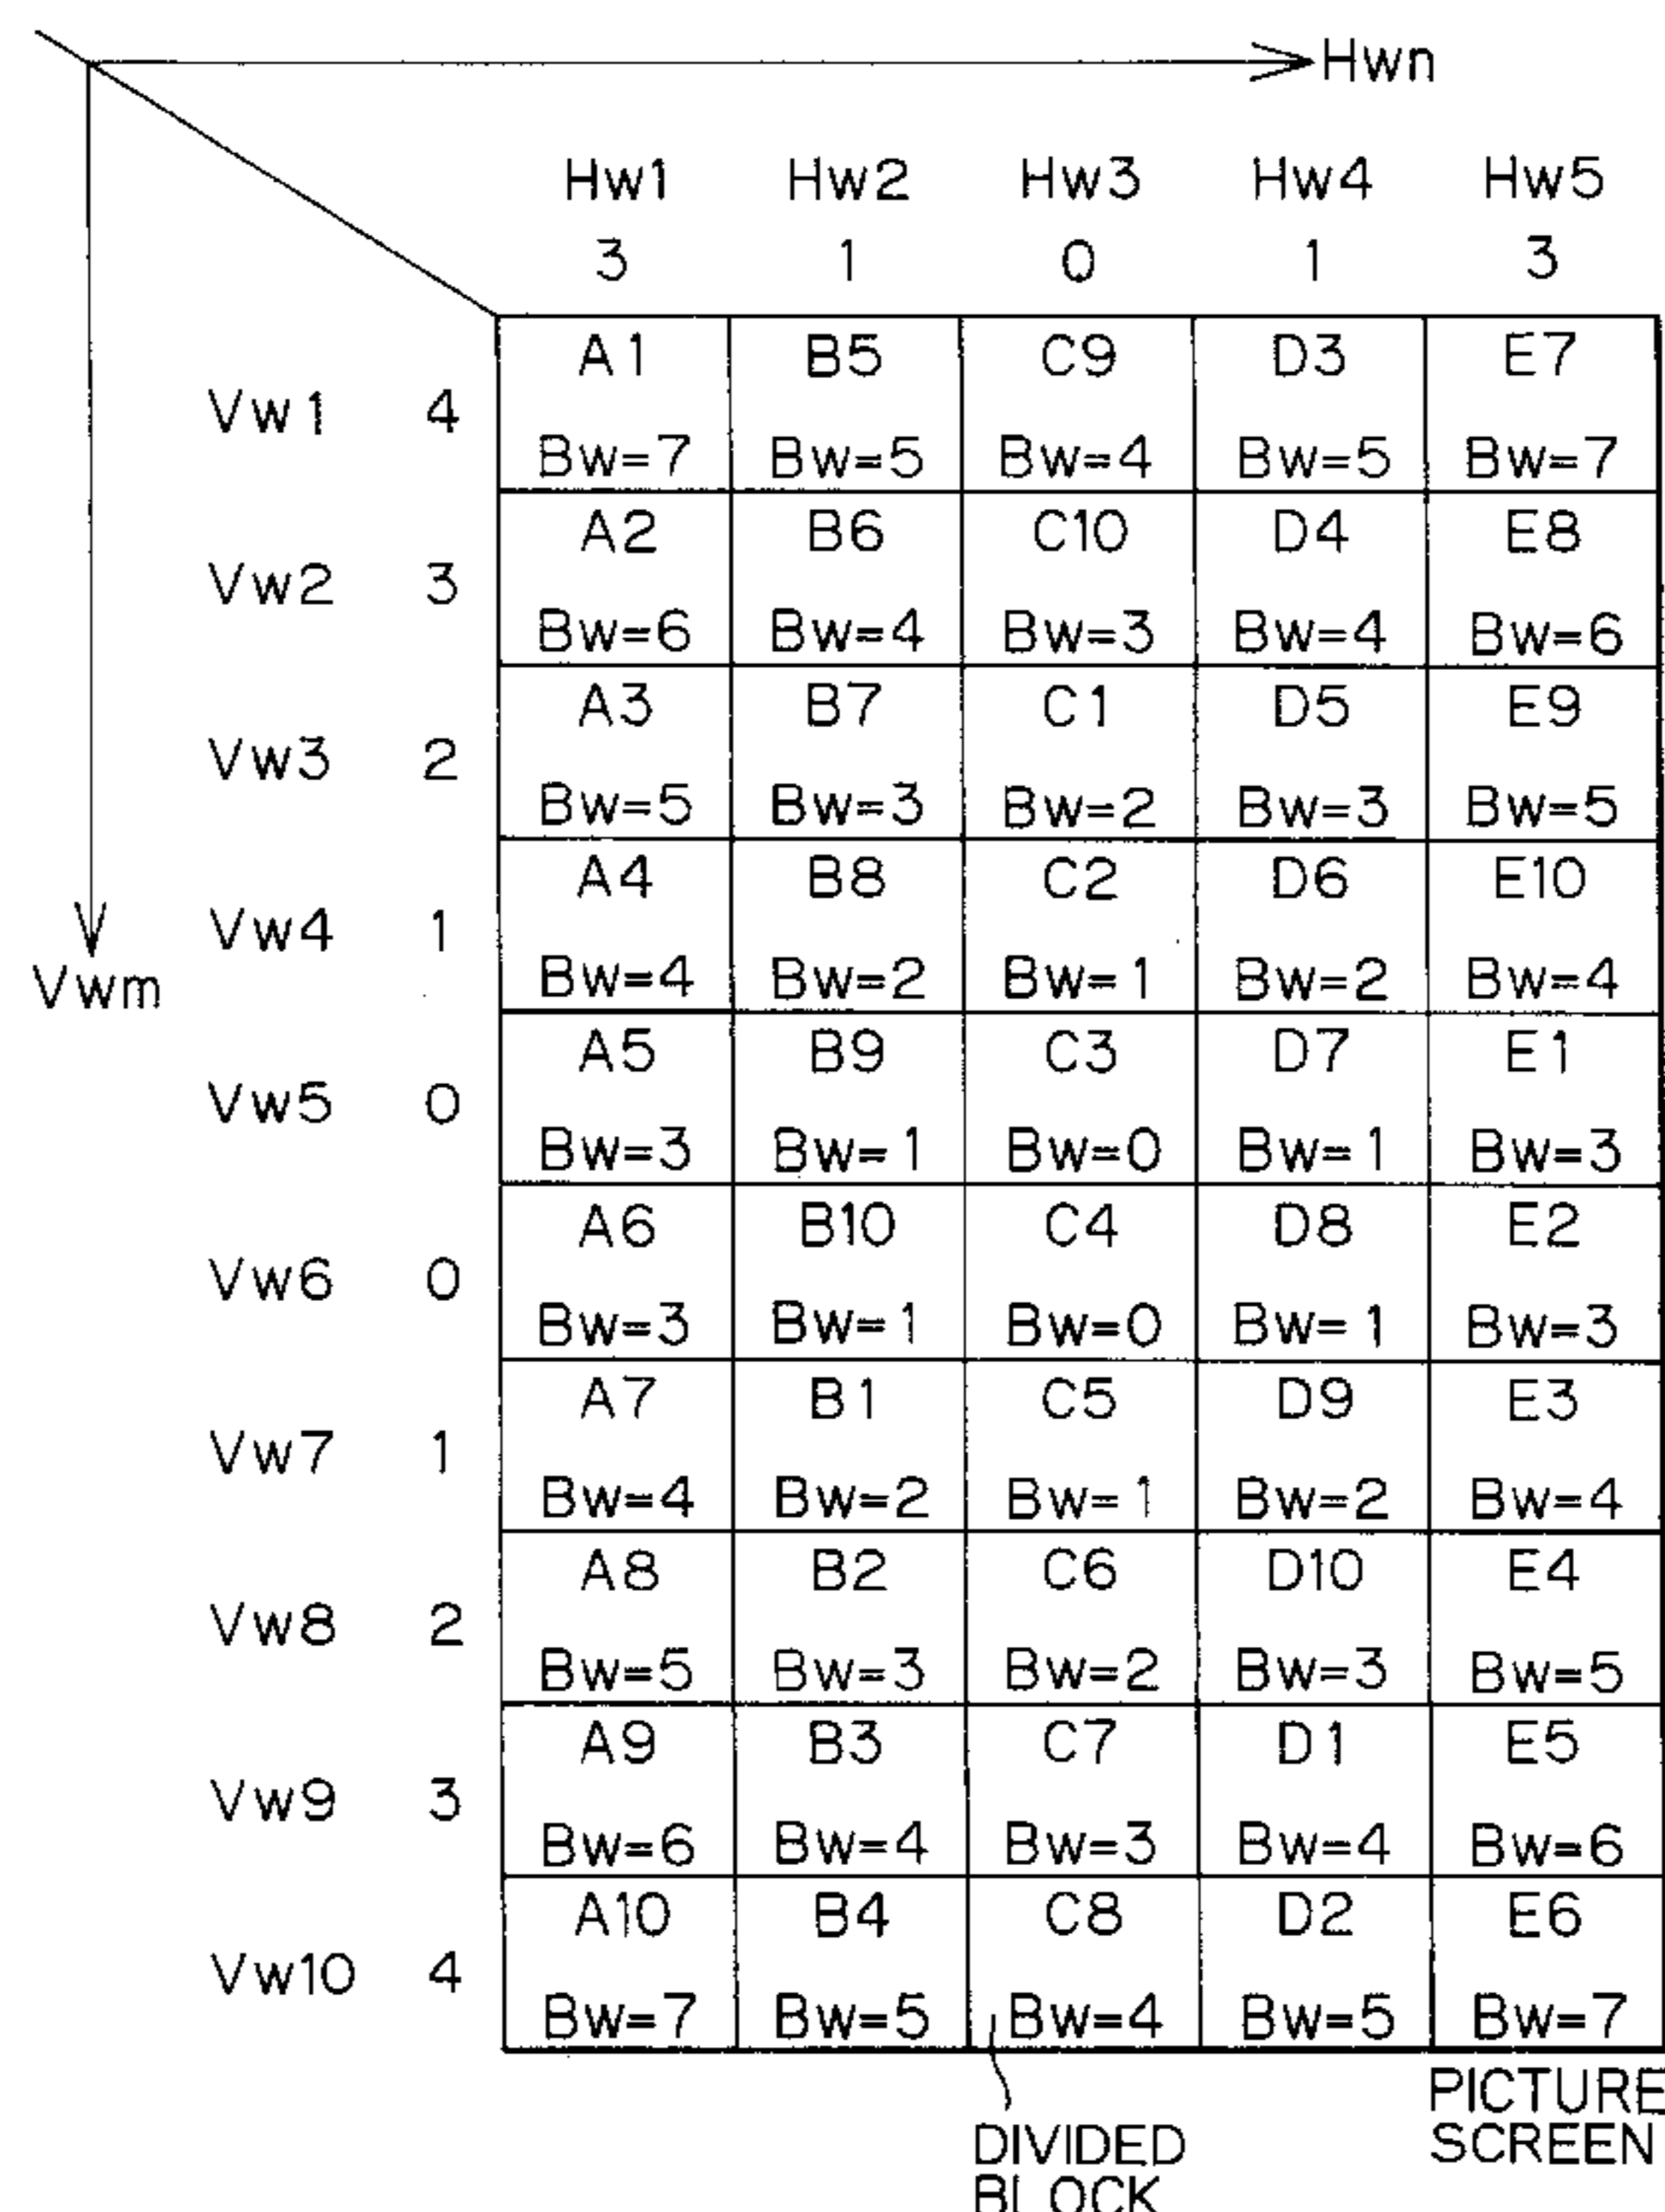 Hwn
Hw1 Hw2 Hw3 Hw4 Hw5
3 1 0 1 3
A1 B5 C9 D3 E7
Vw1 4
Bw=7 Bw=5 Bw=4 Bw=5 Bw=7
A2 B6 C10 D4 E8
Vw2 3
Bw=6 Bw=4 Bw=3 Bw=4 Bw=6
A3 B7 C1 D5 E9
Vw3 2
Bw=5 Bw=3 Bw=2 Bw=3 Bw=5
A4 B8 C2 D6 E10
Vw4 1
Bw=4 Bw=2 Bw=1 Bw=2 Bw=4
Vwm
A5 B9 C3 D7 E1
Vw5 0
Bw=3 Bw=1 Bw=0 Bw=1 Bw=3
A6 B10 C4 D8 E2
Vw6 0
Bw=3 Bw=1 Bw=0 Bw=1 Bw=3
A7 B1 C5 D9 E3
Vw7 1
Bw=4 Bw=2 Bw=1 Bw=2 Bw=4
A8 B2 C6 D10 E4
Vw8 2
Bw=5 Bw=3 Bw=2 Bw=3 Bw=5
A9 B3 C7 D1 E5
Vw9 3
Bw=6 Bw=4 Bw=3 Bw=4 Bw=6
A10 B4 C8 D2 E6
Vw10 4
Bw=7 Bw=5 Bw=4 Bw=5 Bw=7
PICTURE
SCREEN
DIVIDED
BLOCK